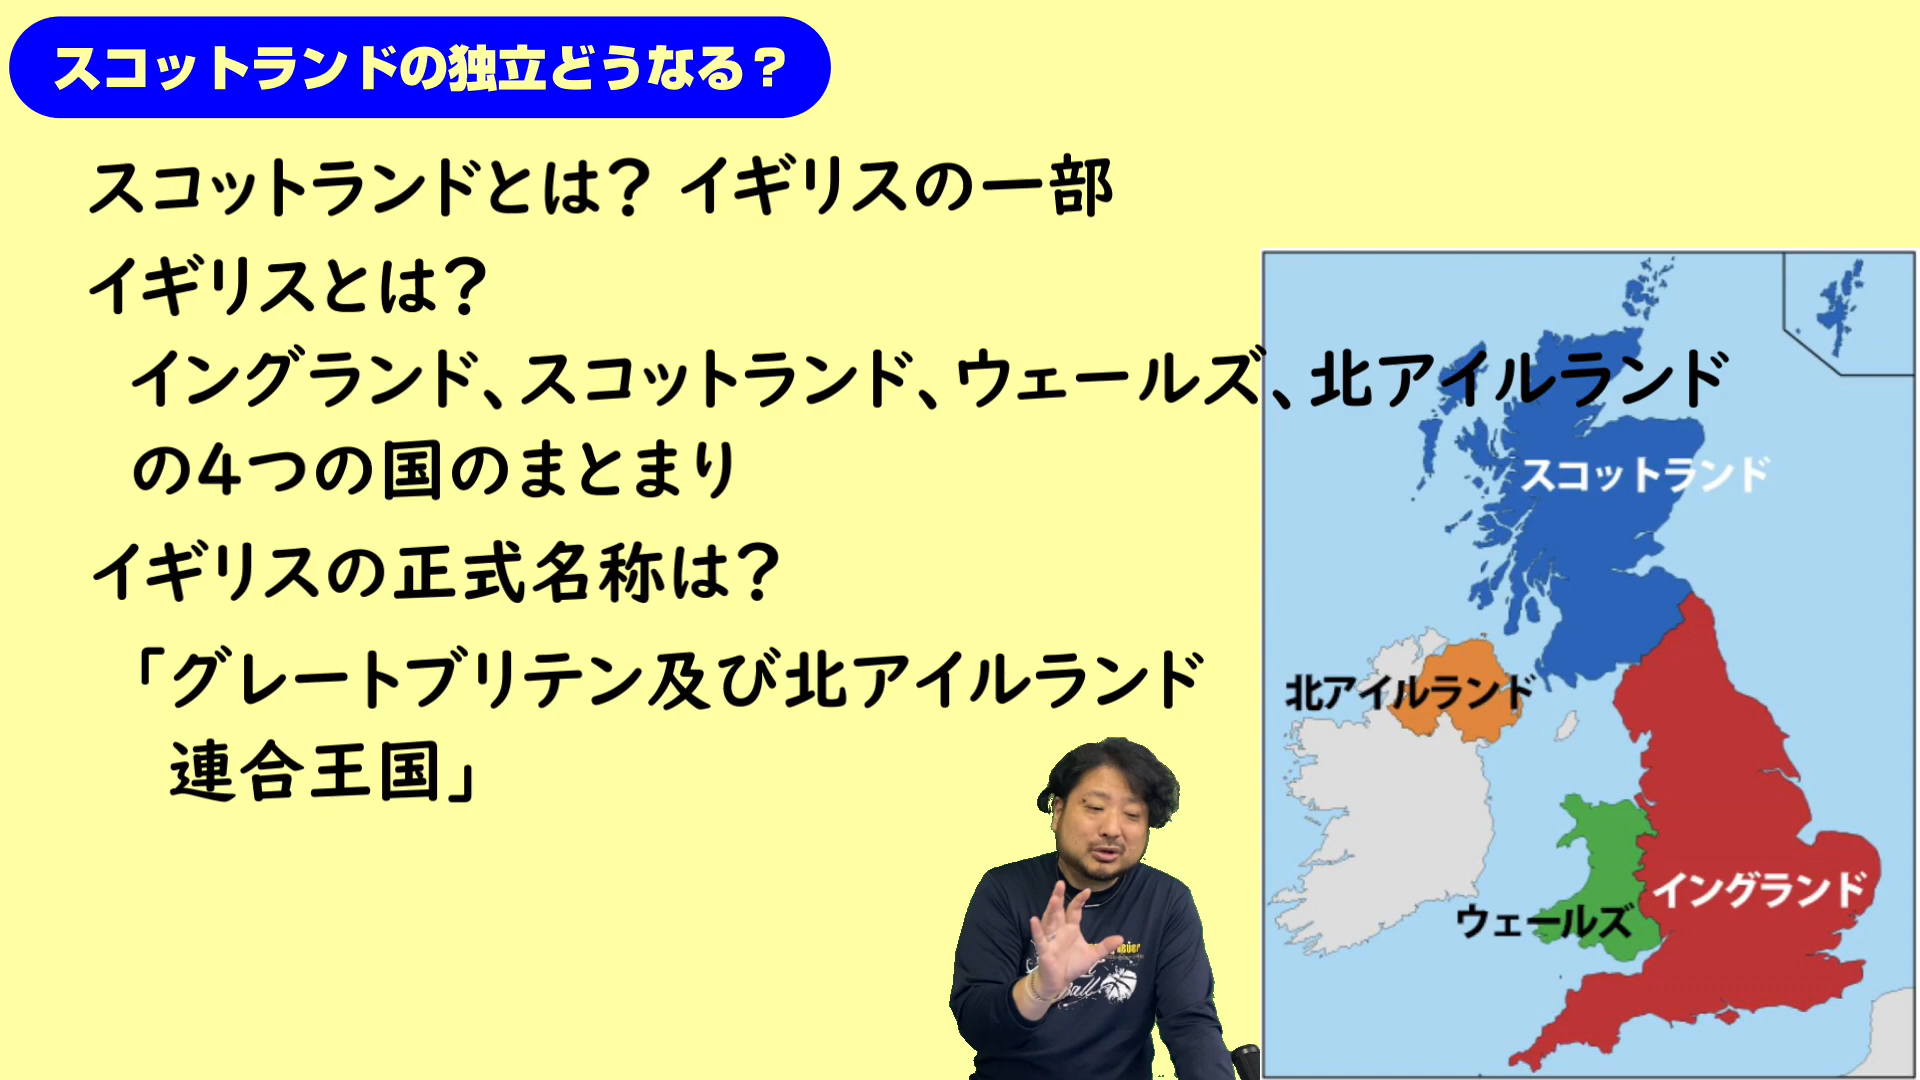 スコットランドの独立どうなる？
スコットランドとは？ イギリスの一部
イギリスとは？
イングランド、スコットランド、ウェールズ、北アイルランド
の4つの国のまとまり
イギリスの正式名称は？
「グレートブリテン及び北アイルランド
連合王国」
スコットランド
北アイルランド
ウェールズ
イングランド